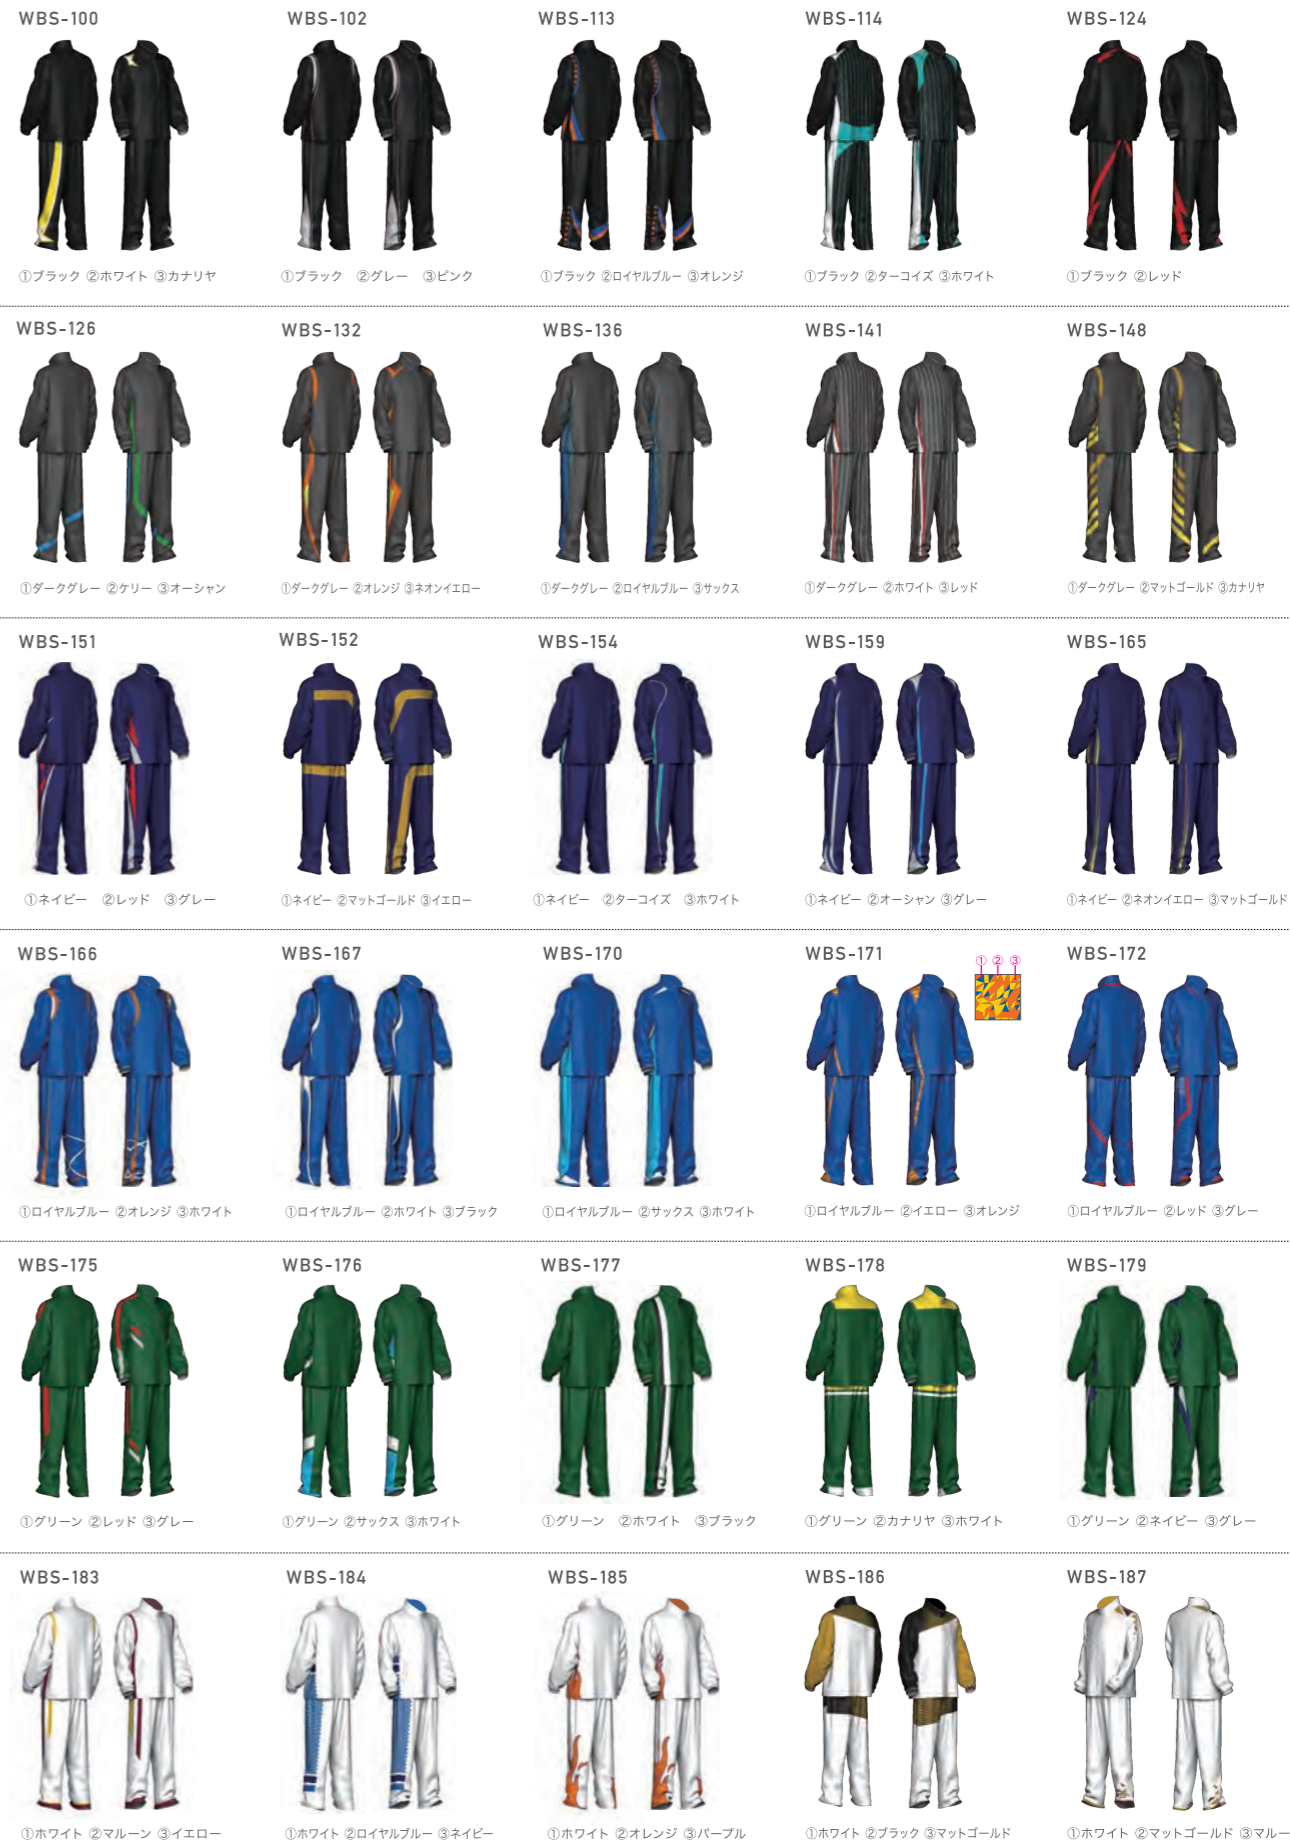 WBS-100 WBS-102 WBS-113 WBS-114 WBS-124
①ブラック ②ホワイト ③カナリヤ ①ブラック ②グレー ③ピンク ①ブラック ②ロイヤルブルー ③オレンジ ①ブラック ②ターコイズ ③ホワイト ①ブラック ②レッド
WBS-126 WBS-132 WBS-136 WBS-141 WBS-148
①ダークグレー ②ケリー ③オーシャン ①ダークグレー ②オレンジ ③ネオンイエロー ①ダークグレー ②ロイヤルブルー ③サックス ①ダークグレー ②ホワイト ③レッド ①ダークグレー ②マットゴールド ③カナリヤ
WBS-151 WBS-152 WBS-154 WBS-159 WBS-165
①ネイビー ②レッド ③グレー ①ネイビー ②マットゴールド ③イエロー ①ネイビー ②ターコイズ ③ホワイト ①ネイビー ②オーシャン ③グレー ①ネイビー ②ネオンイエロー ③マットゴールド
WBS-166 WBS-167 WBS-170 WBS-171 WBS-172
① ② ③
①ロイヤルブルー ②オレンジ ③ホワイト ①ロイヤルブルー ②ホワイト ③ブラック ①ロイヤルブルー ②サックス ③ホワイト ①ロイヤルブルー ②イエロー ③オレンジ ①ロイヤルブルー ②レッド ③グレー
WBS-175 WBS-176 WBS-177 WBS-178 WBS-179
①グリーン ②レッド ③グレー ①グリーン ②サックス ③ホワイト ①グリーン ②ホワイト ③ブラック ①グリーン ②カナリヤ ③ホワイト ①グリーン ②ネイビー ③グレー
WBS-183 WBS-184 WBS-185 WBS-186 WBS-187
①ホワイト ②マルーン ③イエロー ①ホワイト ②ロイヤルブルー ③ネイビー ①ホワイト ②オレンジ ③パープル ①ホワイト ②ブラック ③マットゴールド ①ホワイト ②マットゴールド ③マルー